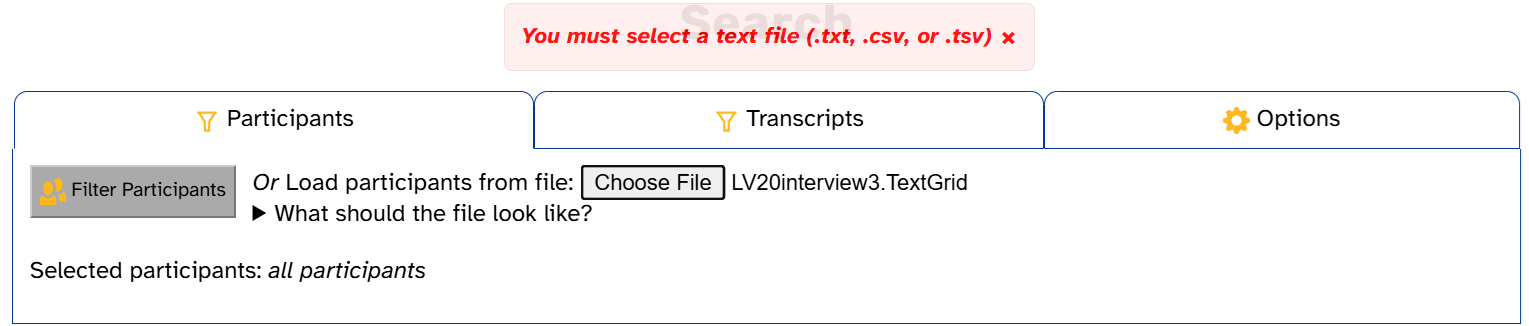 Search
You must select a text file (.txt, .csv, or .tsv) ×
Participants
Transcripts
Options
Filter Participants
Or Load participants from file: Choose File LV20interview3.TextGrid
▶ What should the file look like?
Selected participants: all participants